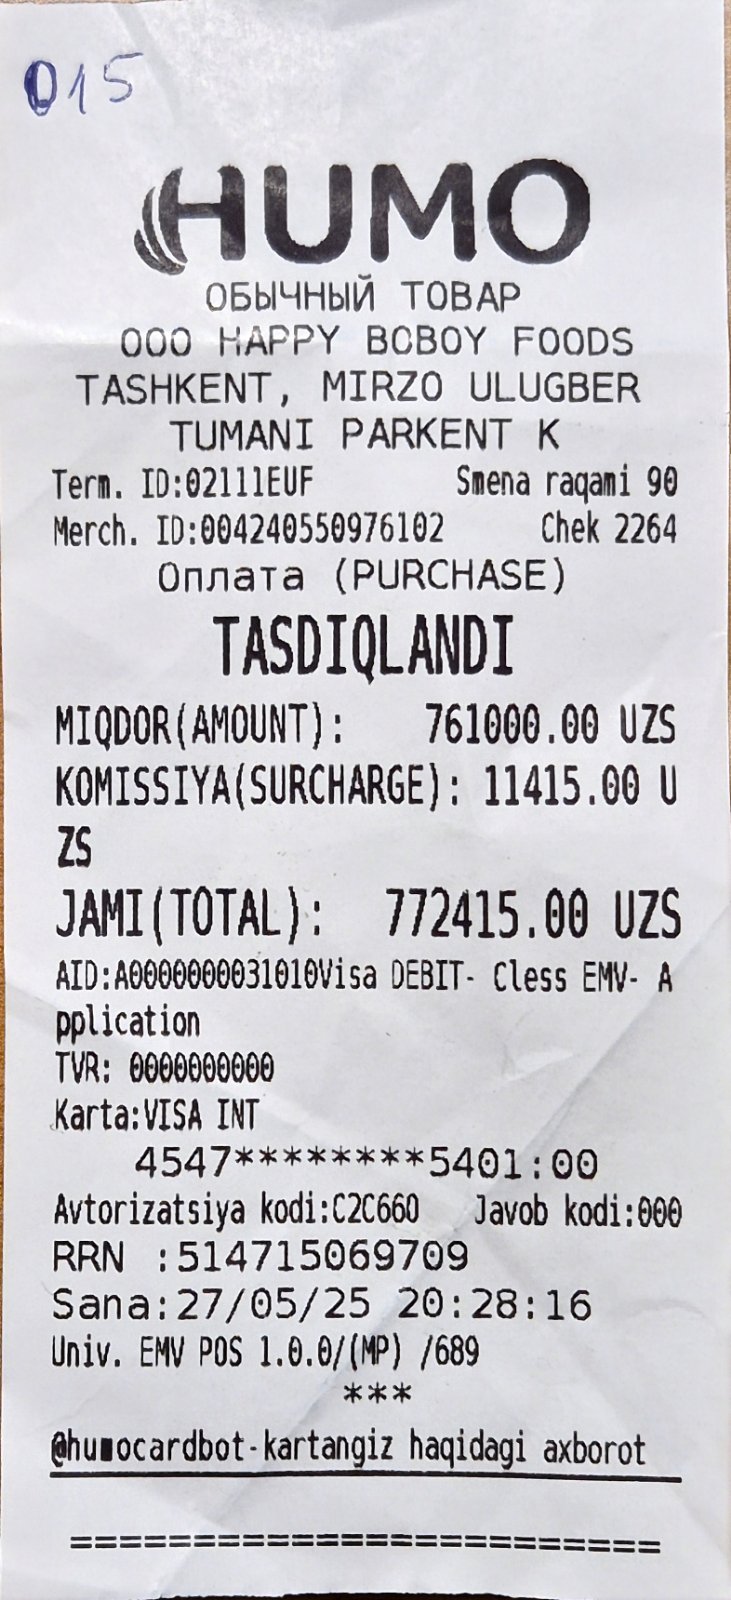 015
HUMO
ОБЫЧНЫЙ ТОВАР
ООО HAPPY BCBOY FOODS
TASHKENT, MIRZO ULUGBER
TUMANI PARKENT K
Term. ID:02111EUF Smena raqami 90
Merch. ID:004240550976102 Chek 2264
Оплата (PURCHASE)
TASDIQLANDI
MIQDOR(AMOUNT): 761000.00 UZS
KOMISSIYA(SURCHARGE): 11415.00 U
ZS
JAMI(TOTAL): 772415.00 UZS
AID:A0000000031010Visa DEBIT- Cless EMV- A
pplication
TVR: 0000000000
Karta:VISA INT
4547********5401:00
Avtorizatsiya kodi:C2C660 Javob kodi:000
RRN :514715069709
Sana:27/05/25 20:28:16
Univ. EMV POS 1.0.0/(MP) /689
***
@humocardbot-kartangiz haqidagi axborot
===========================